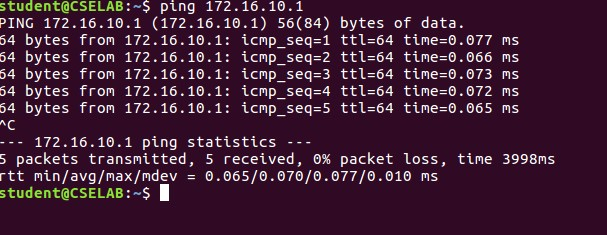 student@CSELAB:~$ ping 172.16.10.1
PING 172.16.10.1 (172.16.10.1) 56(84) bytes of data.
64 bytes from 172.16.10.1: icmp_seq=1 ttl=64 time=0.077 ms
64 bytes from 172.16.10.1: icmp_seq=2 ttl=64 time=0.066 ms
64 bytes from 172.16.10.1: icmp_seq=3 ttl=64 time=0.073 ms
64 bytes from 172.16.10.1: icmp_seq=4 ttl=64 time=0.072 ms
64 bytes from 172.16.10.1: icmp_seq=5 ttl=64 time=0.065 ms
^C
--- 172.16.10.1 ping statistics ---
5 packets transmitted, 5 received, 0% packet loss, time 3998ms
rtt min/avg/max/mdev = 0.065/0.070/0.077/0.010 ms
student@CSELAB:~$